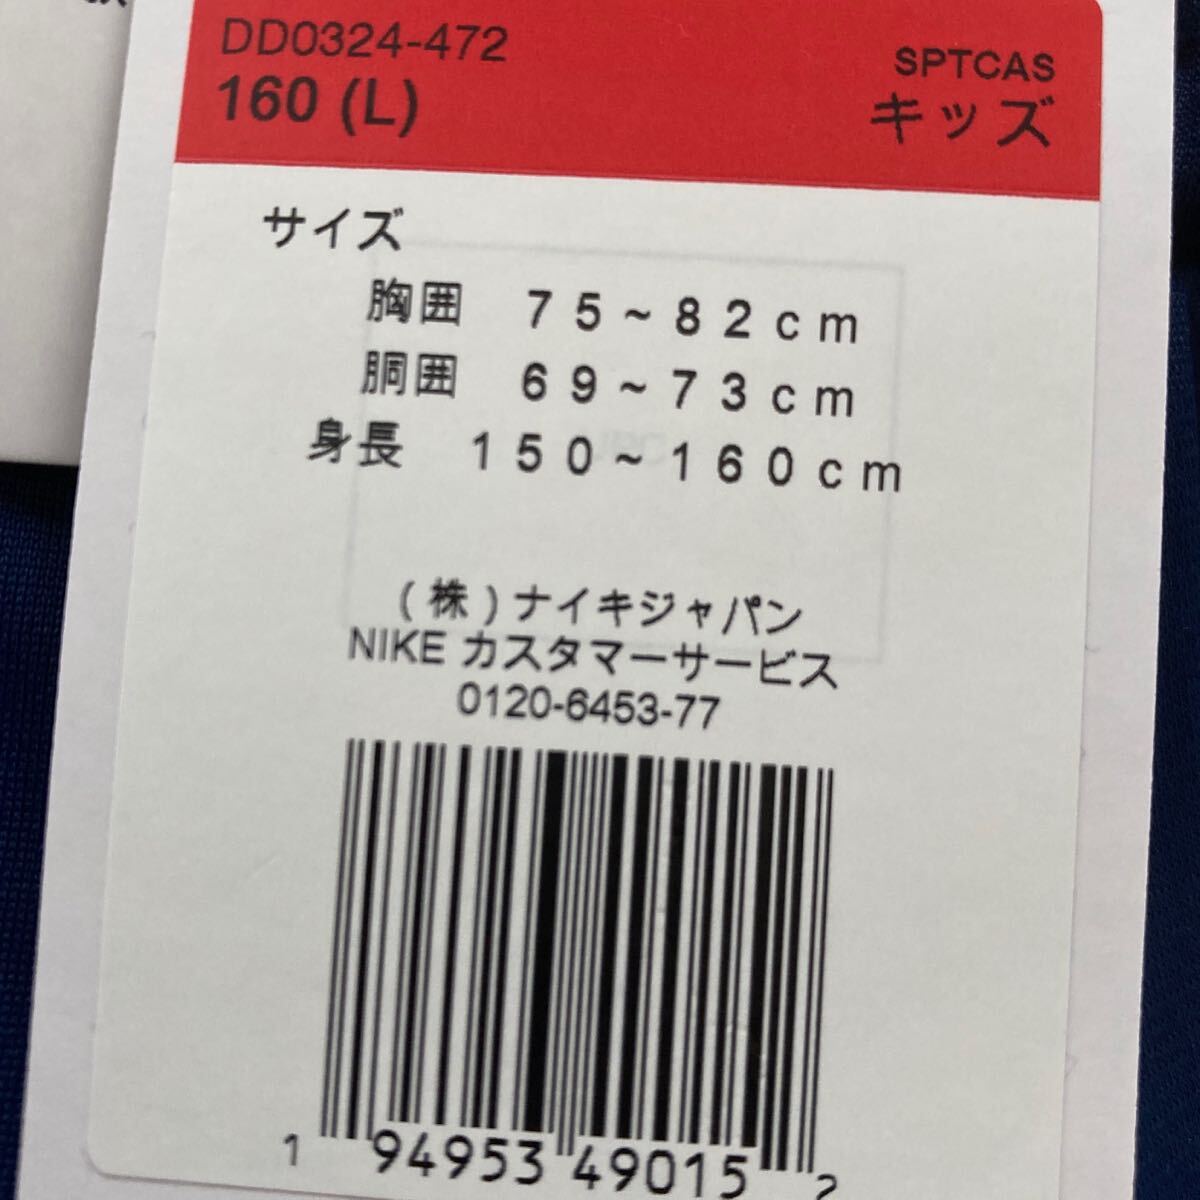 DD0324-472
SPTCAS
160 (L)
キッズ
サイズ
胸囲 75~82cm
胴囲 69~73cm
身長 150~160cm
(株)ナイキジャパン
NIKE カスタマーサービス
0120-6453-77
1 94953 49015 2